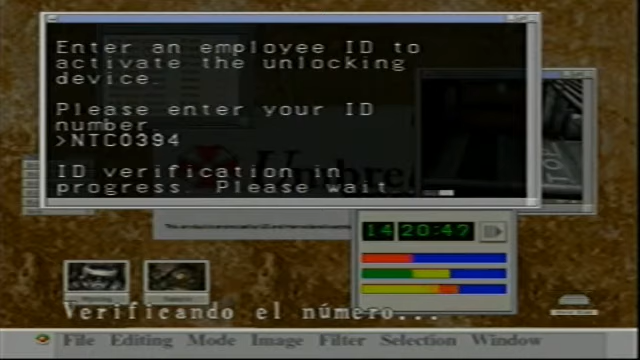 Enter an employee ID to
activate the unlocking
device.
Please enter your ID
number.
>NTC0394
ID verification in
progress. Please wait...
Umbre
14 20:47
Verificando el número...
File Editing Mode Image Filter Selection Window